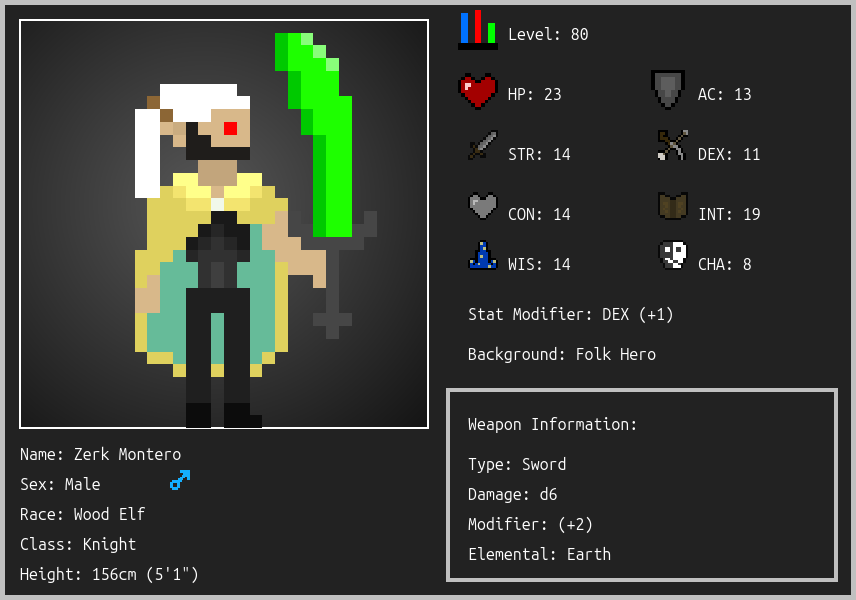 Level: 80
HP: 23
AC: 13
STR: 14
DEX: 11
CON: 14
INT: 19
WIS: 14
CHA: 8
Stat Modifier: DEX (+1)
Background: Folk Hero
Weapon Information:
Type: Sword
Damage: d6
Modifier: (+2)
Elemental: Earth
Name: Zerk Montero
Sex: Male
Race: Wood Elf
Class: Knight
Height: 156cm (5'1")